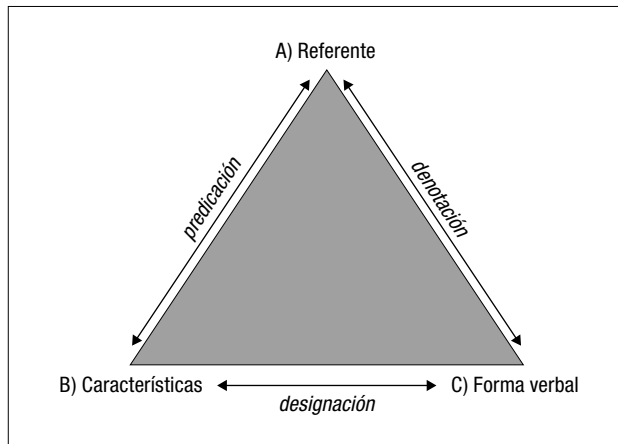 A) Referente
predicación
denotación
B) Características
C) Forma verbal
designación